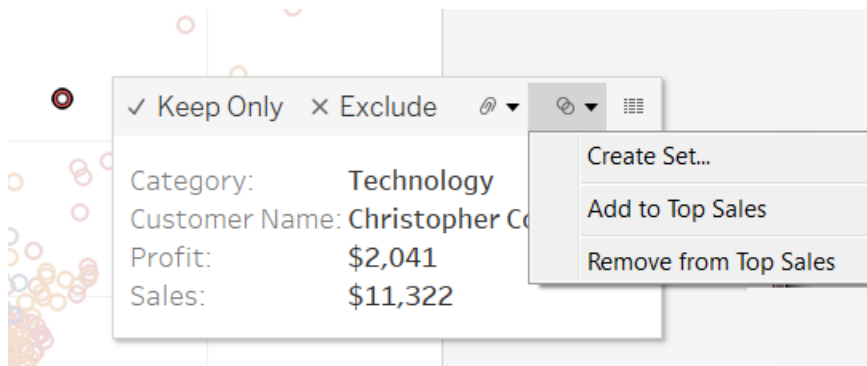 Keep Only Exclude
Create Set...
Add to Top Sales
Remove from Top Sales
Category: Technology
Customer Name: Christopher
Profit: $2,041
Sales: $11,322